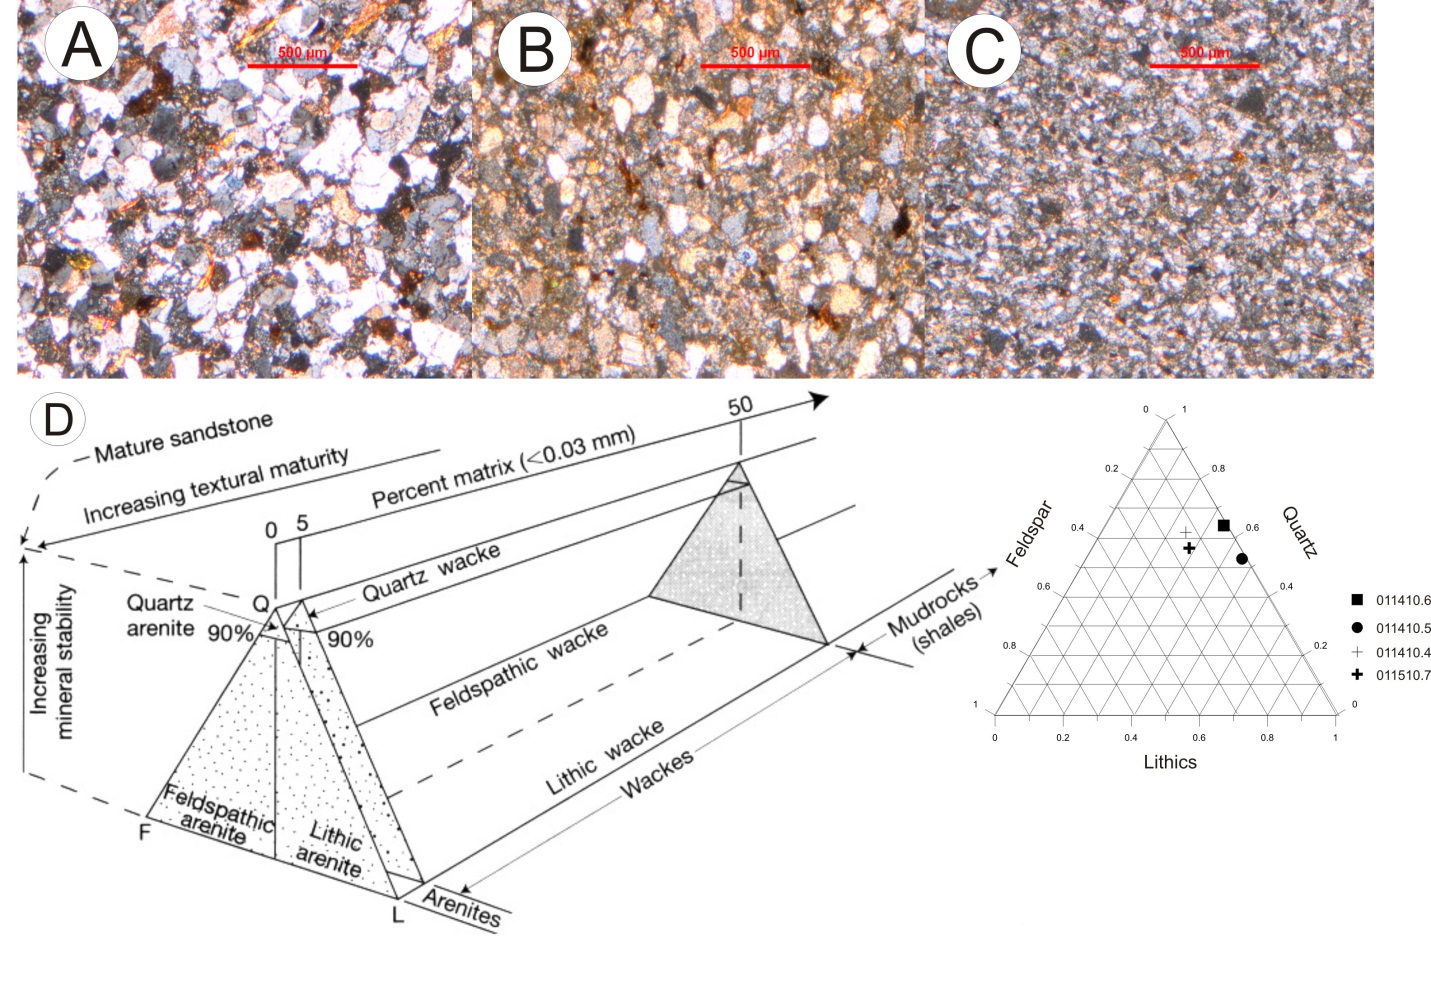 A
500 µm
B
500 µm
C
500 µm
D
Mature sandstone
Increasing textural maturity
Percent matrix (<0.03 mm)
50
0
5
Increasing
mineral stability
Quartz
arenite
Q
90%
90%
Quartz wacke
Feldspathic wacke
Lithic wacke
Wackes
Mudrocks
(shales)
Feldspathic
arenite
Lithic
arenite
F
L
Arenites
0
1
0.2
0.8
0.4
0.6
0.6
0.4
0.8
0.2
1
0
Feldspar
Quartz
0
0.2
0.4
0.6
0.8
1
Lithics
011410.6
011410.5
011410.4
011510.7